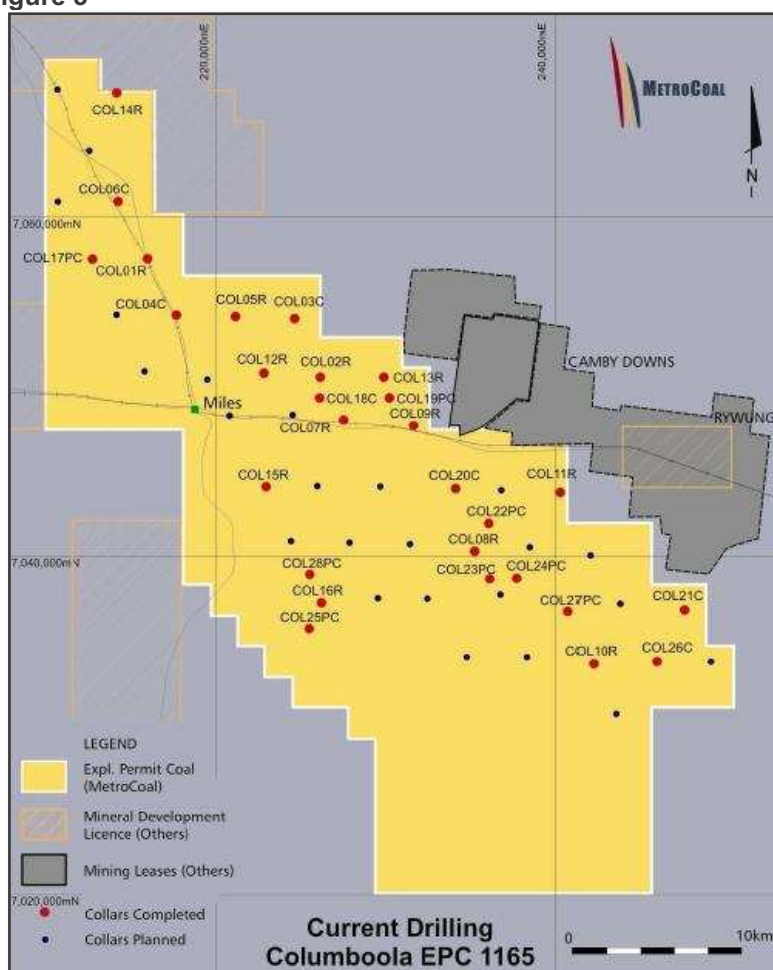 igure 6
220,000mE
240,000mE
METROCOAL
N
COL14R
COL06C
7,060,000mN
COL17PC
COL01R
COL04C
COL05R
COL03C
CAMBY DOWNS
COL12R
COL02R
COL13R
Miles
COL18C
COL19PC
COL07R
COL09R
RYWUNG
COL15R
COL20C
COL11R
COL22PC
COL08R
7,040,000mN
COL28PC
COL23PC
COL24PC
COL16R
COL27PC
COL21C
COL25PC
COL10R
COL26C
LEGEND
Expl. Permit Coal
(MetroCoal)
Mineral Development
Licence (Others)
Mining Leases (Others)
7,020,000mN
Collars Completed
Collars Planned
Current Drilling
Columboola EPC 1165
0
10km